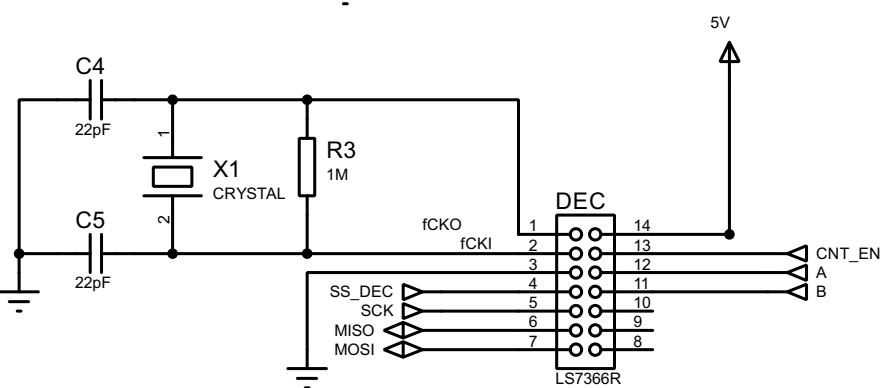 5V
C4
22pF
1
X1
CRYSTAL
2
R3
1M
C5
22pF
DEC
fCKO
1
14
fCKI
2
13
CNT_EN
3
12
A
SS_DEC
4
11
B
SCK
5
10
MISO
6
9
MOSI
7
8
LS7366R